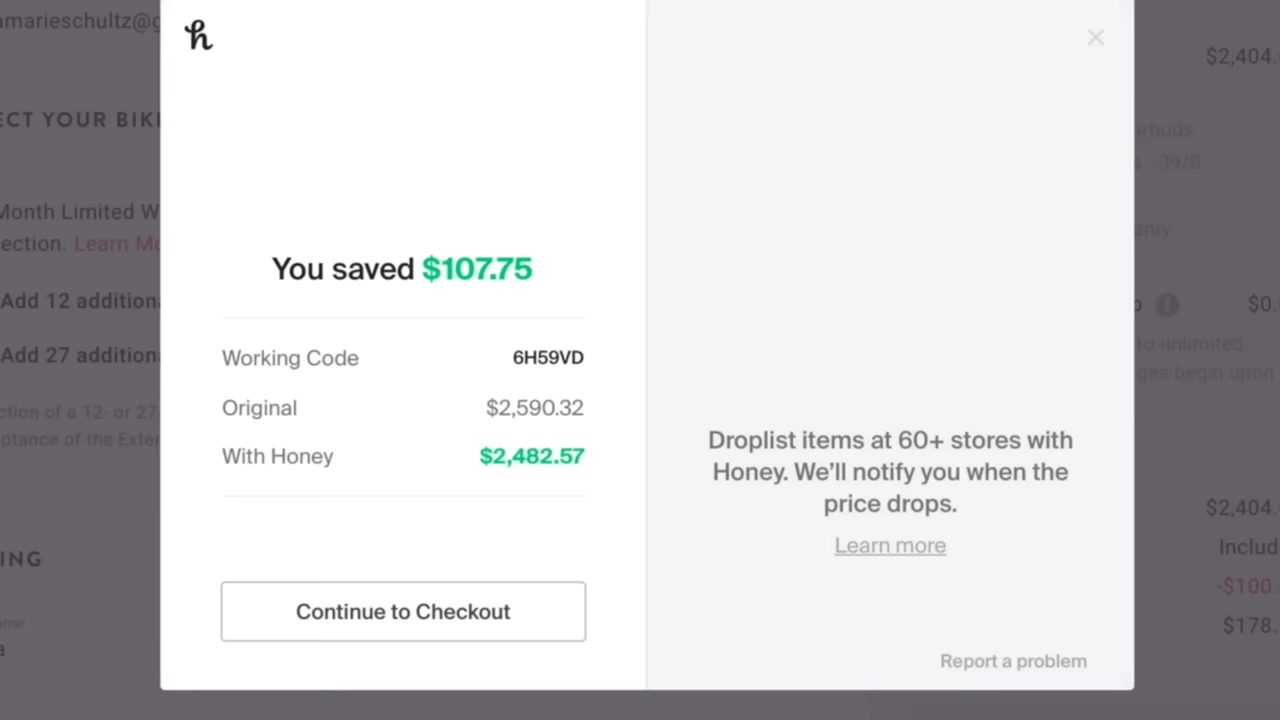 amarieschultz@g
h
ECT YOUR BIK
Month Limited W
ection. Learn Mo
Add 12 addition
Add 27 addition
ction of a 12- or 27
ptance of the Exter
ING
ame
a
You saved $107.75
Working Code 6H59VD
Original $2,590.32
With Honey $2,482.57
Continue to Checkout
Droplist items at 60+ stores with
Honey. We'll notify you when the
price drops.
Learn more
Report a problem
$2,404.
arbuds
s - 39/8
only
$0.
to unlimited
ges begin upon
$2,404.
Includ
-$100.
$178.